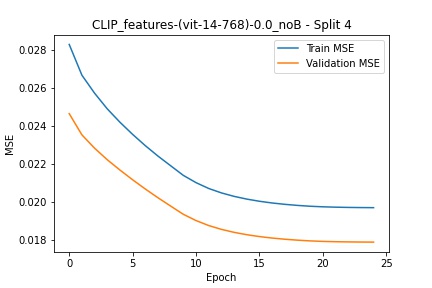 CLIP_features-(vit-14-768)-0.0_noB - Split 4
Train MSE
Validation MSE
MSE
0.028
0.026
0.024
0.022
0.020
0.018
0 5 10 15 20 25
Epoch